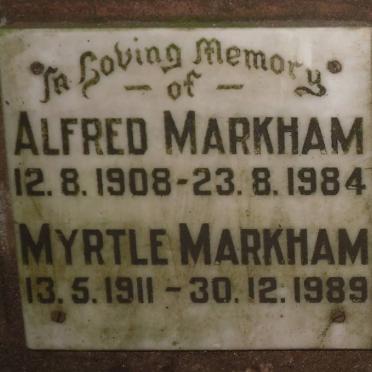 In Loving Memory
- of -
ALFRED MARKHAM
12.8.1908-23.8.1984
MYRTLE MARKHAM
13.5.1911 - 30.12.1989